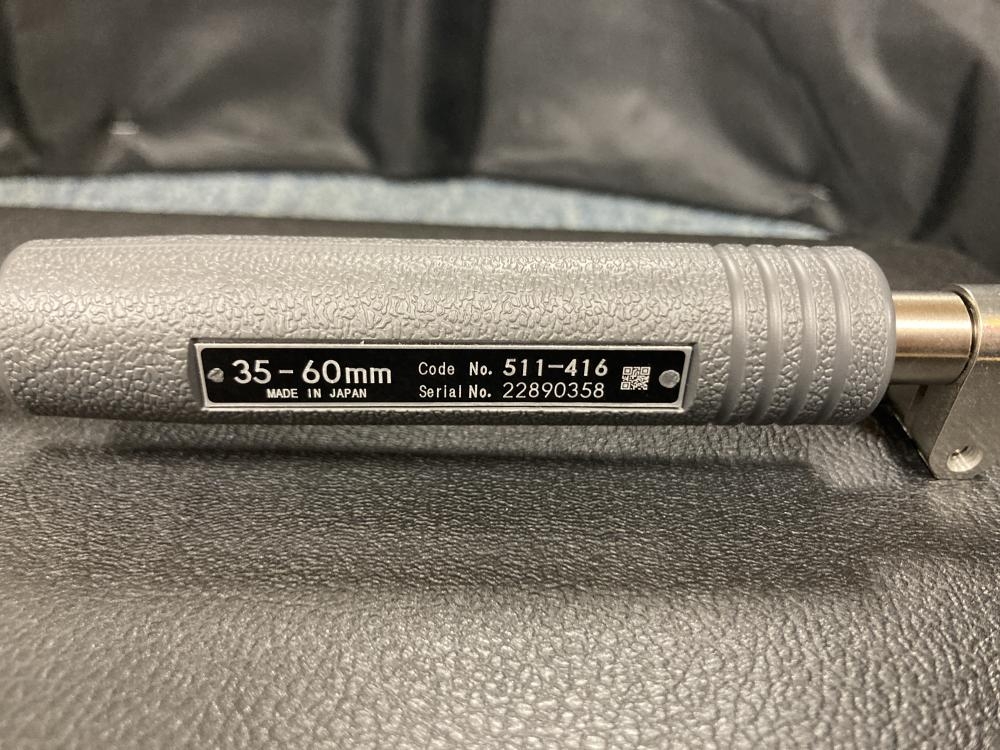 35-60mm
MADE IN JAPAN
Code No. 511-416
Serial No. 22890358